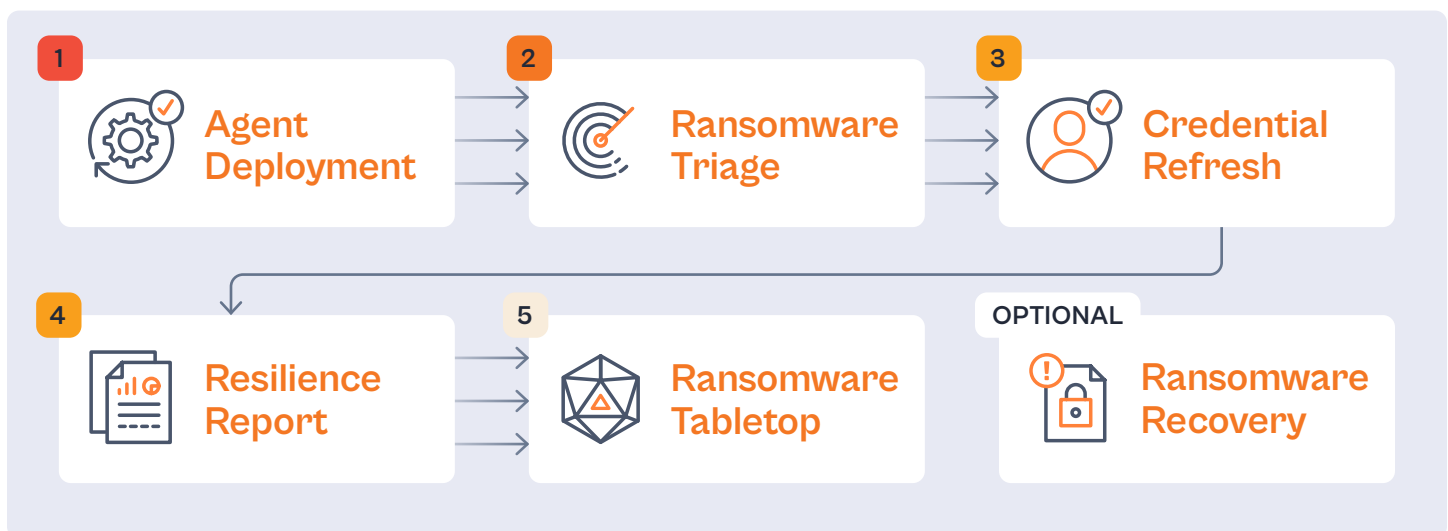 1
Agent
Deployment
2
Ransomware
Triage
3
Credential
Refresh
4
Resilience
Report
5
Ransomware
Tabletop
OPTIONAL
Ransomware
Recovery